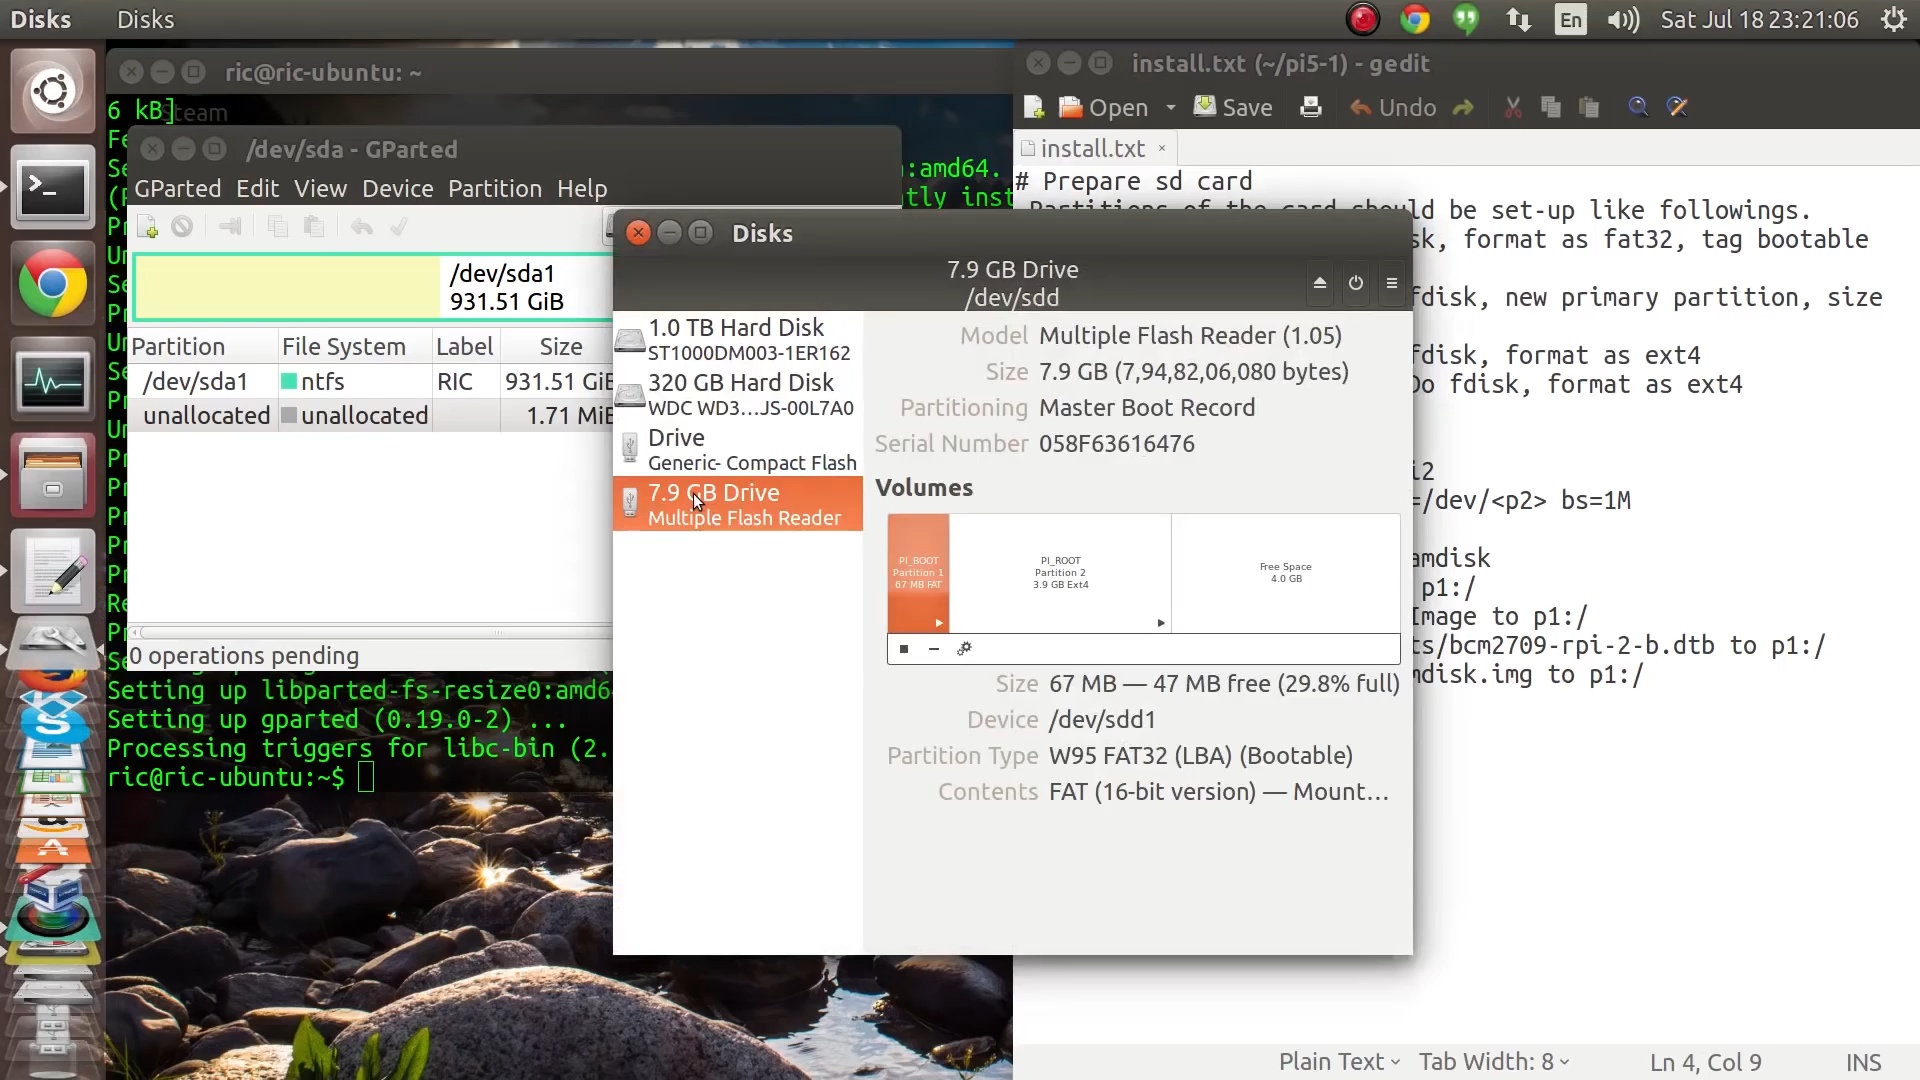 Disks
Disks
En
Sat Jul 18 23:21:06
ric@ric-ubuntu: ~
install.txt (~/pi5-1) - gedit
6 kB]
Steam
Open
Save
Undo
/dev/sda - GParted
install.txt ×
:amd64.
# Prepare sd card
GParted Edit View Device Partition Help
tly inst
Partitions of the card should be set-up like followings.
Disks
sk, format as fat32, tag bootable
/dev/sda1
931.51 GiB
7.9 GB Drive
/dev/sdd
fdisk, new primary partition, size
1.0 TB Hard Disk
ST1000DM003-1ER162
Model Multiple Flash Reader (1.05)
Partition File System Label Size
fdisk, format as ext4
/dev/sda1 ntfs RIC 931.51 GiB
320 GB Hard Disk
WDC WD3...JS-00L7A0
Size 7.9 GB (7,94,82,06,080 bytes)
Do fdisk, format as ext4
unallocated unallocated 1.71 MiB
Partitioning Master Boot Record
Drive
Generic- Compact Flash
Serial Number 058F63616476
i2
7.9 GB Drive
Multiple Flash Reader
Volumes
=/dev/<p2> bs=1M
PI_BOOT
Partition 1
67 MB FAT
PI_ROOT
Partition 2
3.9 GB Ext4
Free Space
4.0 GB
amdisk
p1:/
Image to p1:/
ts/bcm2709-rpi-2-b.dtb to p1:/
mdisk.img to p1:/
0 operations pending
Setting up libparted-fs-resize0:amd6
Setting up gparted (0.19.0-2) ...
Processing triggers for libc-bin (2.
ric@ric-ubuntu:~$
Size 67 MB — 47 MB free (29.8% full)
Device /dev/sdd1
Partition Type W95 FAT32 (LBA) (Bootable)
Contents FAT (16-bit version) — Mount...
Plain Text Tab Width: 8 Ln 4, Col 9 INS